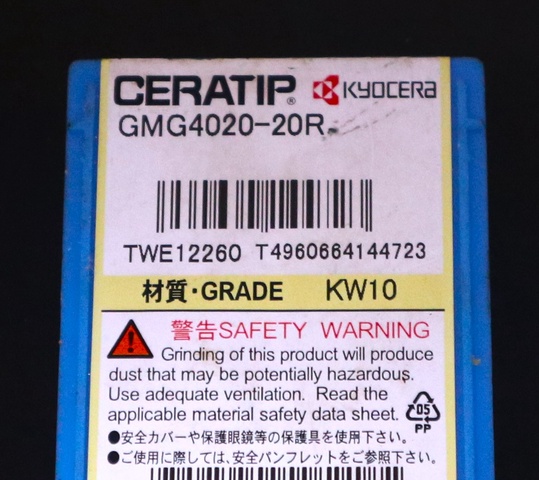 CERATIP® KYOCERA
GMG4020-20R
TWE12260 T4960664144723
材質・GRADE KW10
警告SAFETY WARNING
Grinding of this product will produce
dust that may be potentially hazardous.
Use adequate ventilation. Read the
applicable material safety data sheet.
05
PP
●安全カバーや保護眼鏡等の保護具を使用下さい。
●ご使用に際しては、安全パンフレットをご参照下さい。